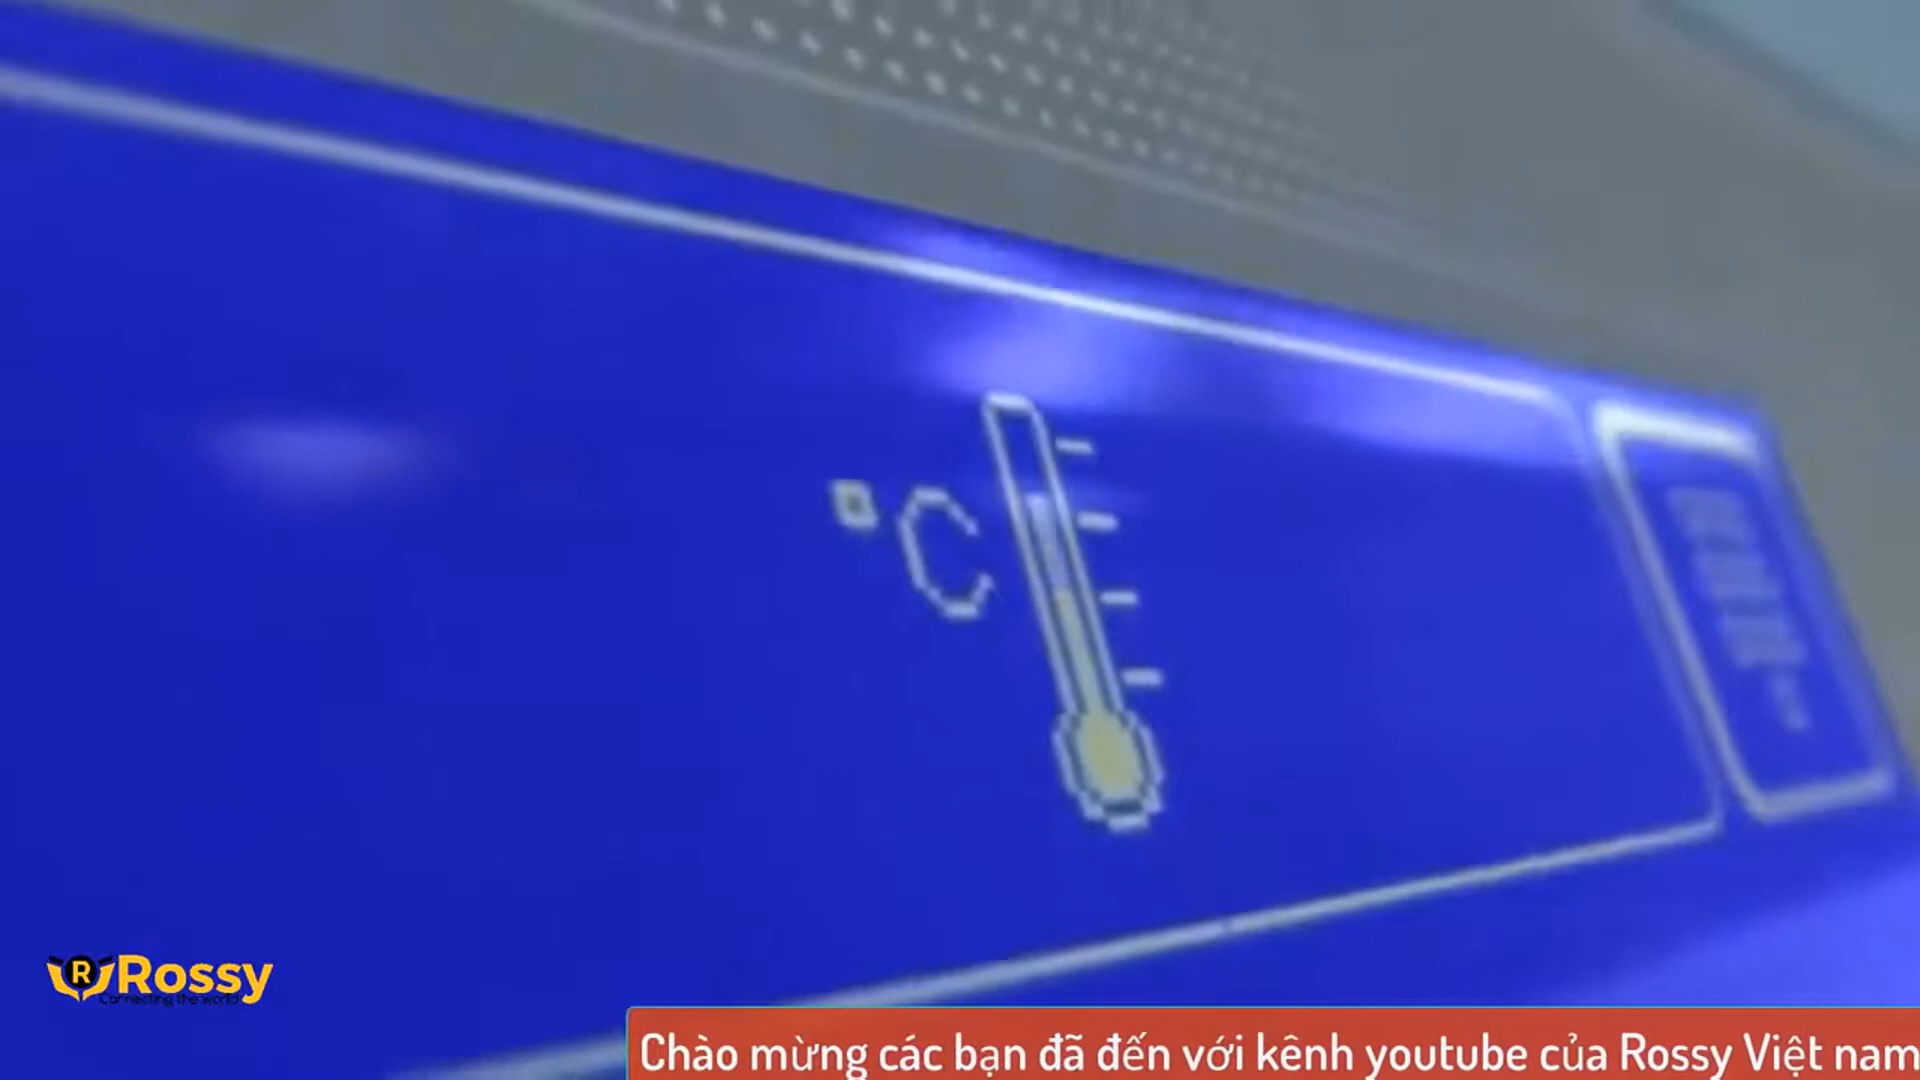 °C
Rossy
Connecting the world
Chào mừng các bạn đã đến với kênh youtube của Rossy Việt nam